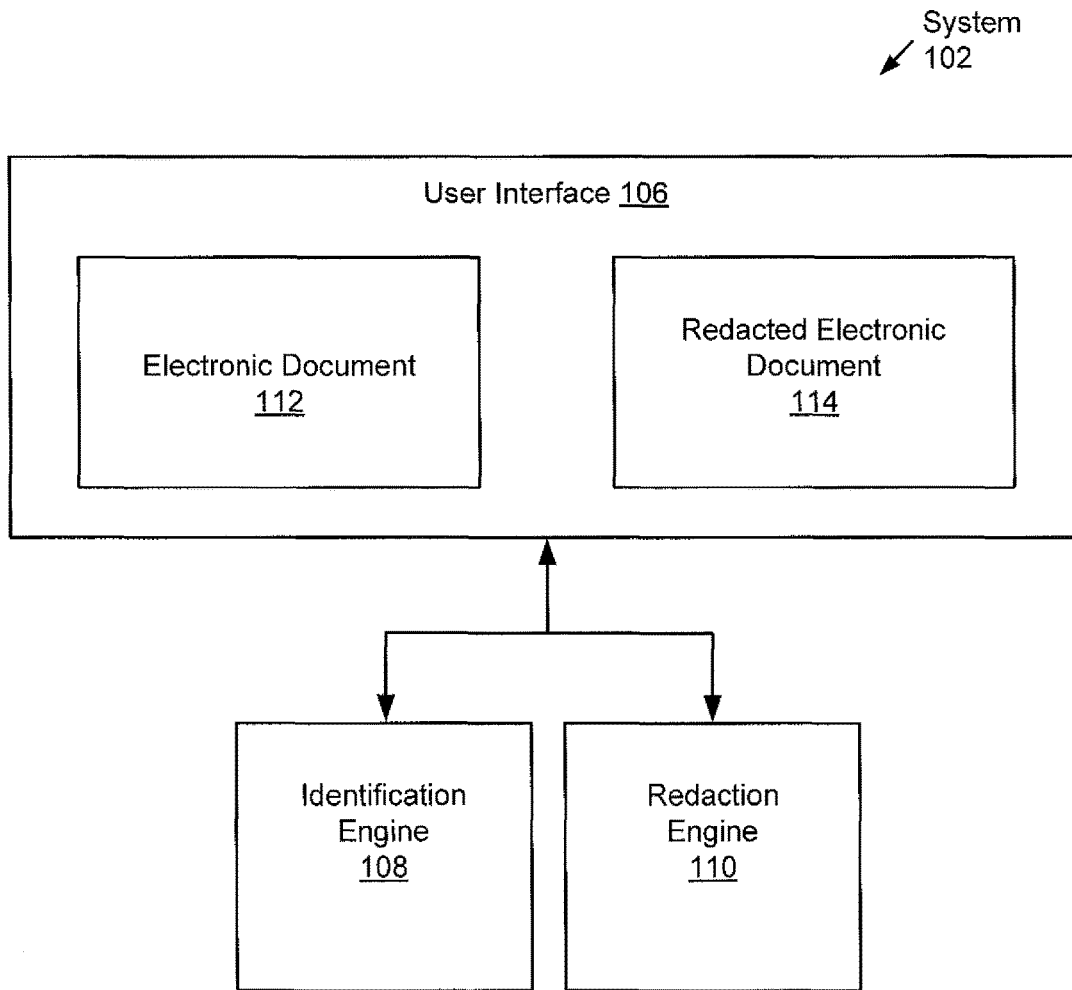 System
102
User Interface 106
Electronic Document
112
Redacted Electronic
Document
114
Identification
Engine
108
Redaction
Engine
110